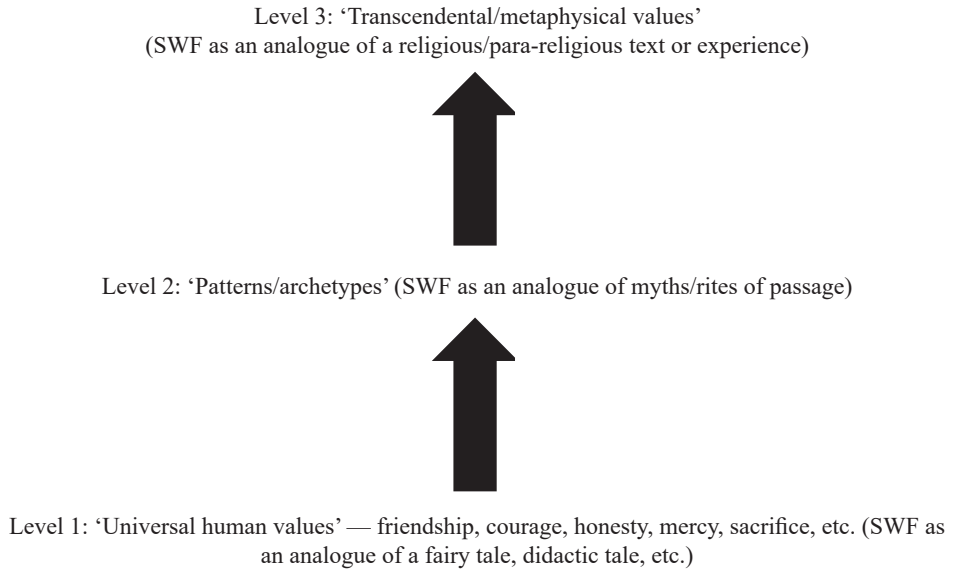 Level 3: ‘Transcendental/metaphysical values’
(SWF as an analogue of a religious/para-religious text or experience)
Level 2: ‘Patterns/archetypes’ (SWF as an analogue of myths/rites of passage)
Level 1: ‘Universal human values’ — friendship, courage, honesty, mercy, sacrifice, etc. (SWF as
an analogue of a fairy tale, didactic tale, etc.)